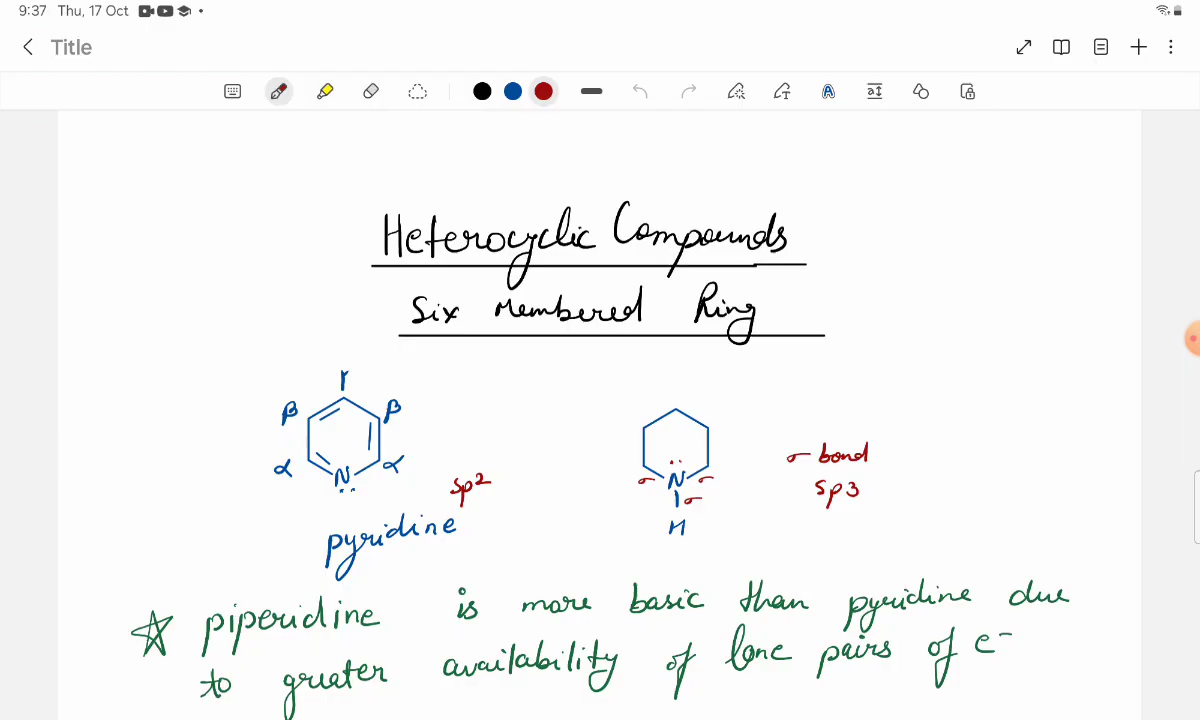 9:37 Thu, 17 Oct
Title
A
Heterocyclic Compounds
Six Membered Ring
γ
β β
α α
N
sp2
pyridine
σ N σ
σ
H
σ bond
sp3
☆ piperidine is more basic than pyridine due
to greater availability of lone pairs of e⁻